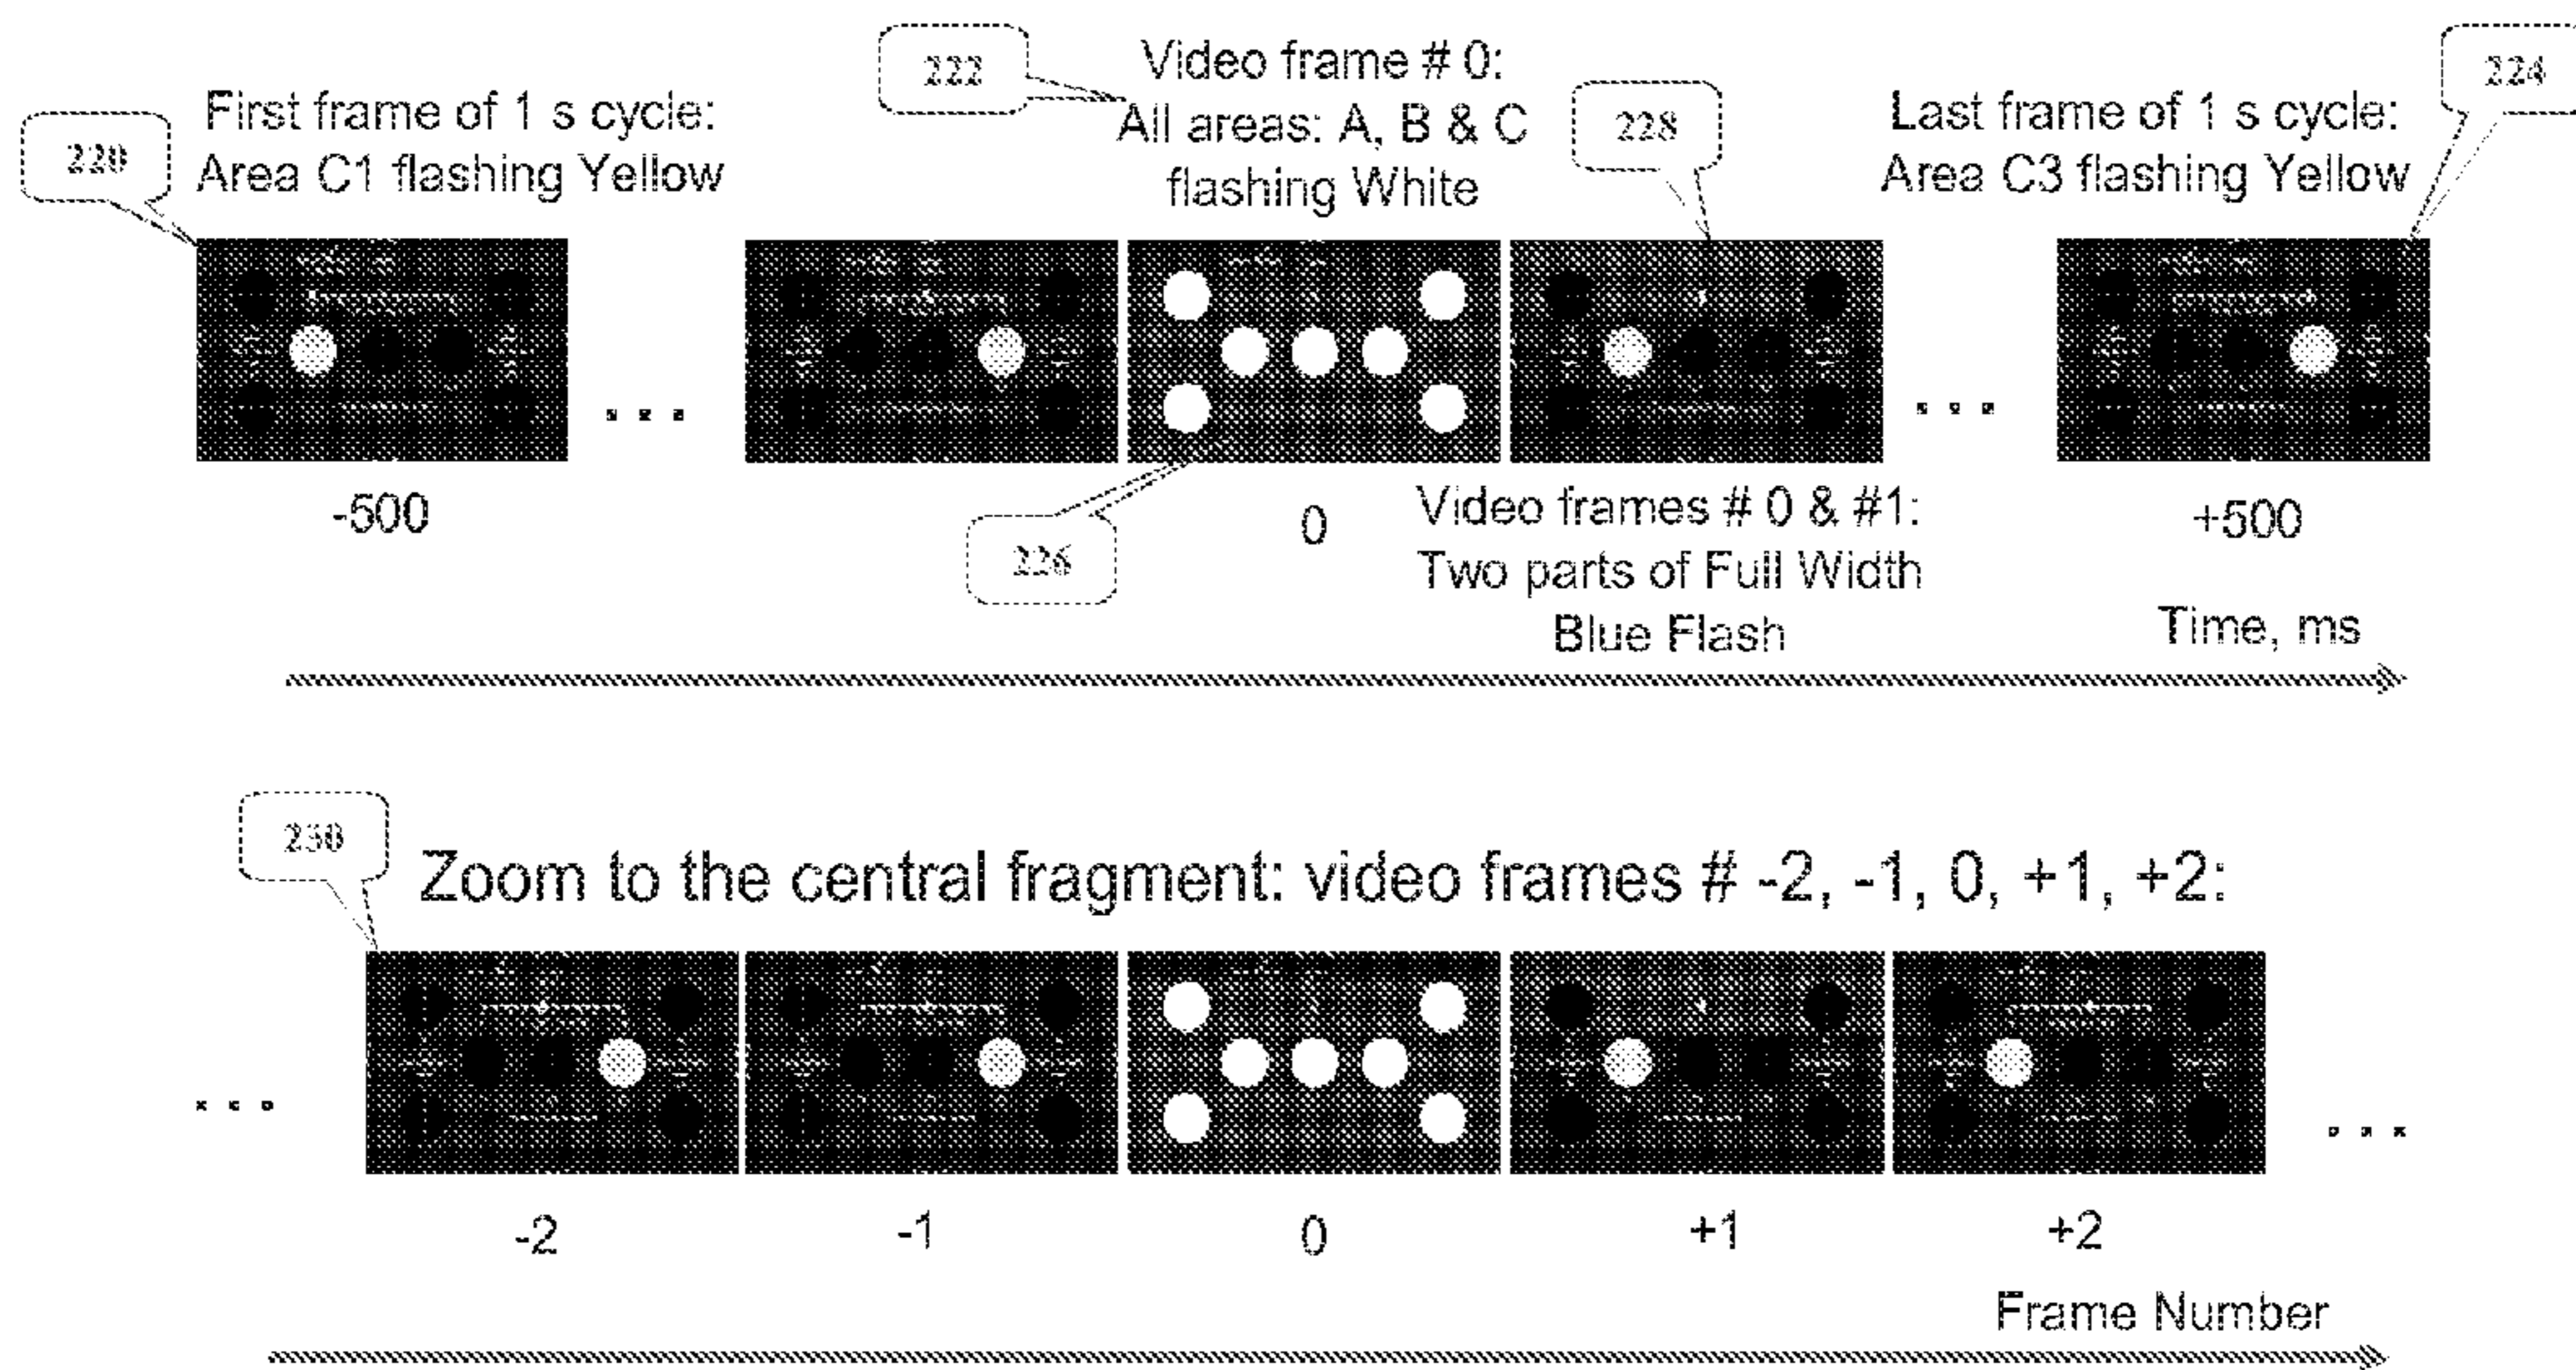 222
Video frame # 0:
All areas: A, B & C
flashing White
224
220
First frame of 1 s cycle:
Area C1 flashing Yellow
228
Last frame of 1 s cycle:
Area C3 flashing Yellow
-500
0
226
Video frames # 0 & #1:
Two parts of Full Width
Blue Flash
+500
Time, ms
230
Zoom to the central fragment: video frames # -2, -1, 0, +1, +2:
-2
-1
0
+1
+2
Frame Number